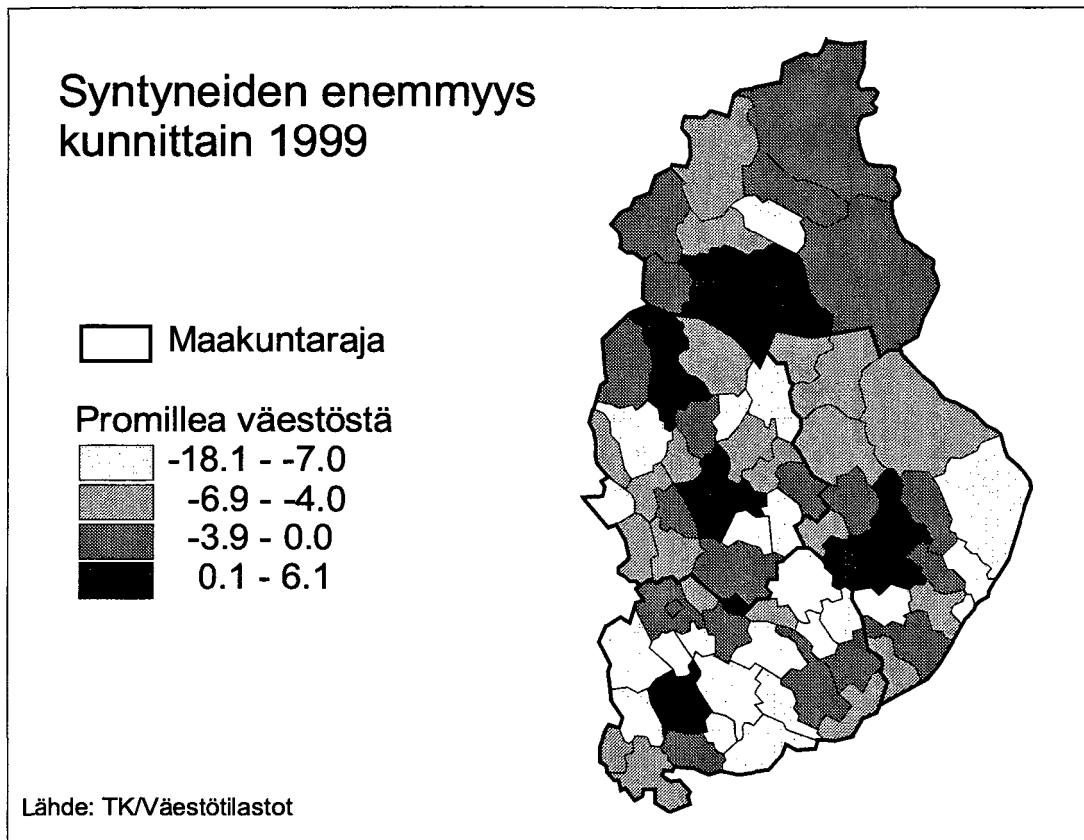 Syntyneiden enemmyys
kunnittain 1999
Maakuntaraja
Promillea väestöstä
-18.1 - -7.0
-6.9 - -4.0
-3.9 - 0.0
0.1 - 6.1
Lähde: TK/Väestötilastot